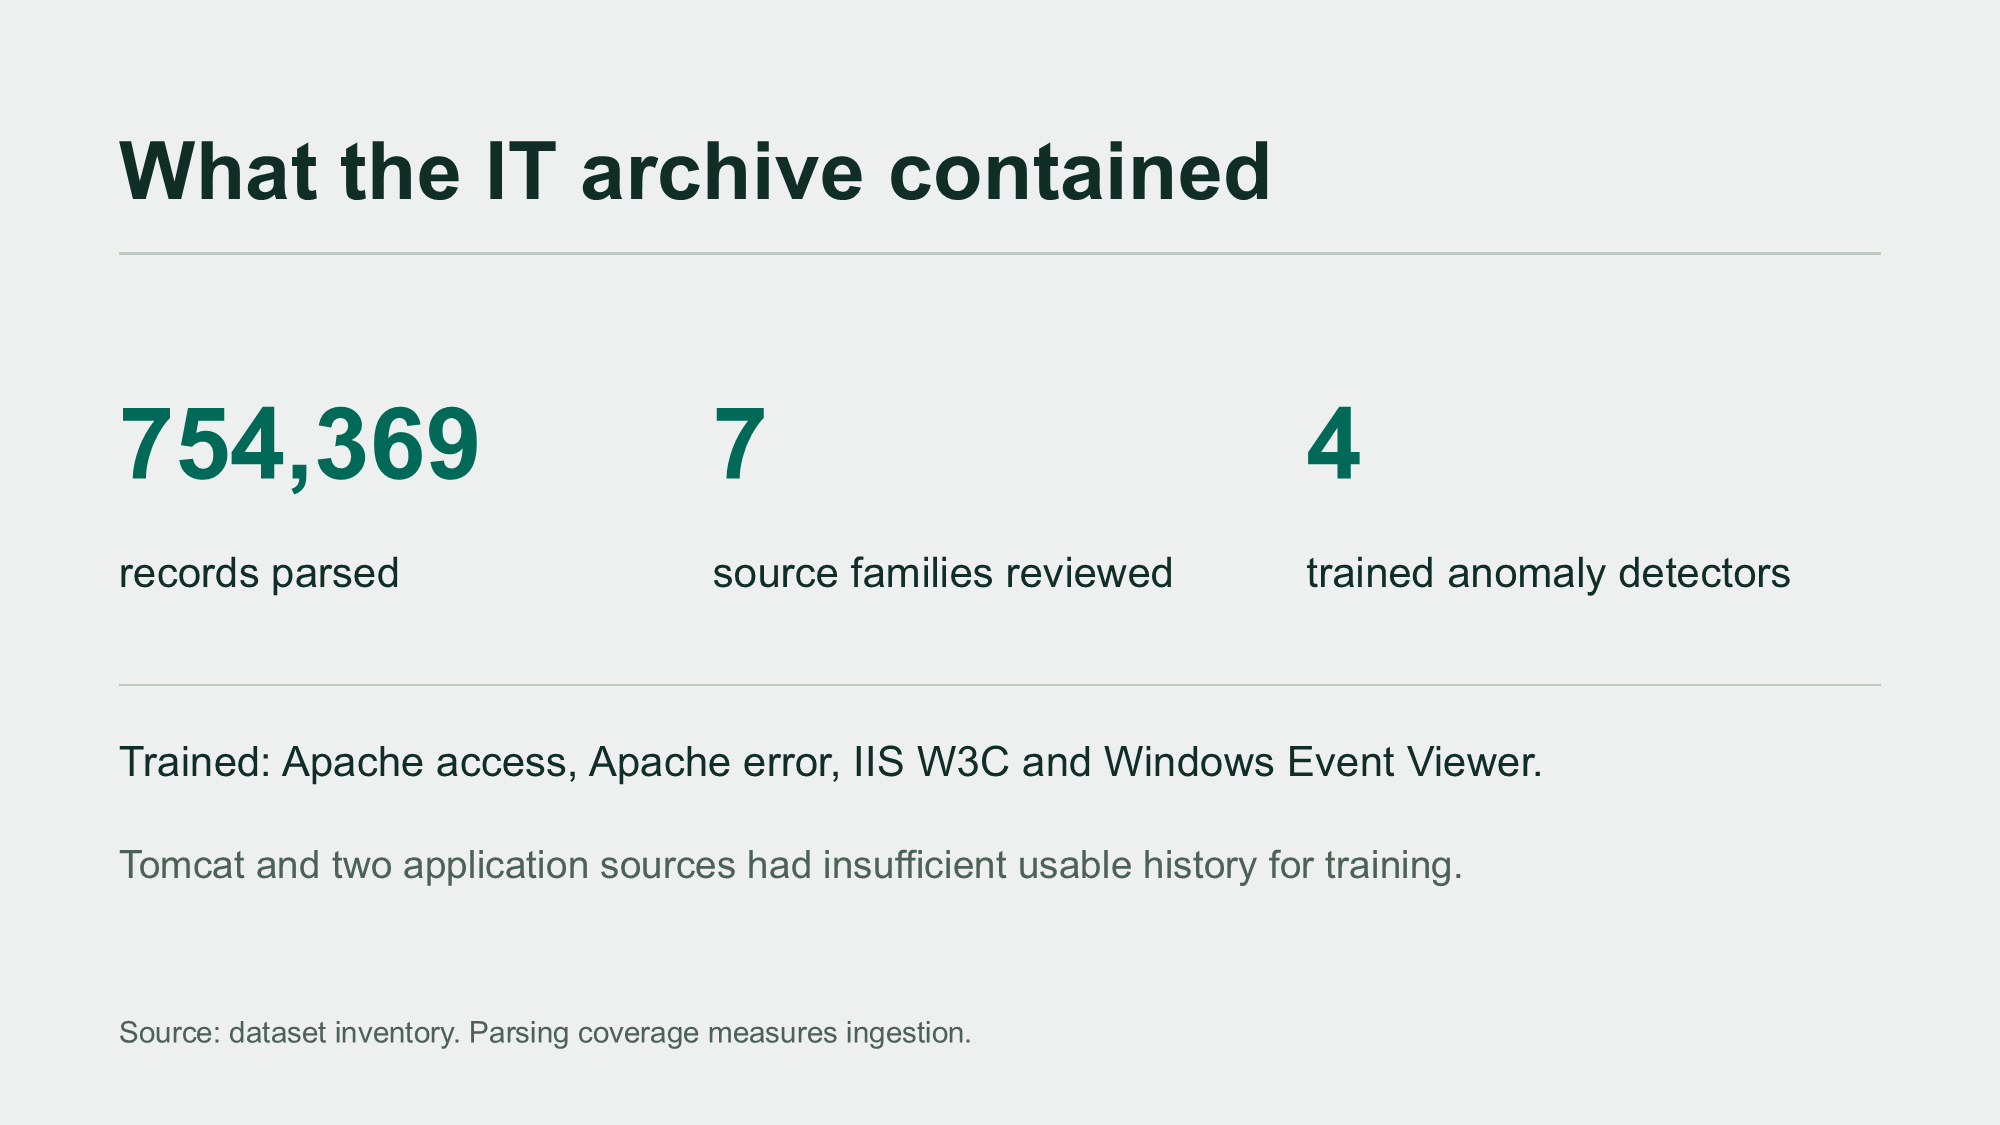 What the IT archive contained
754,369
7
4
records parsed
source families reviewed
trained anomaly detectors
Trained: Apache access, Apache error, IIS W3C and Windows Event Viewer.
Tomcat and two application sources had insufficient usable history for training.
Source: dataset inventory. Parsing coverage measures ingestion.